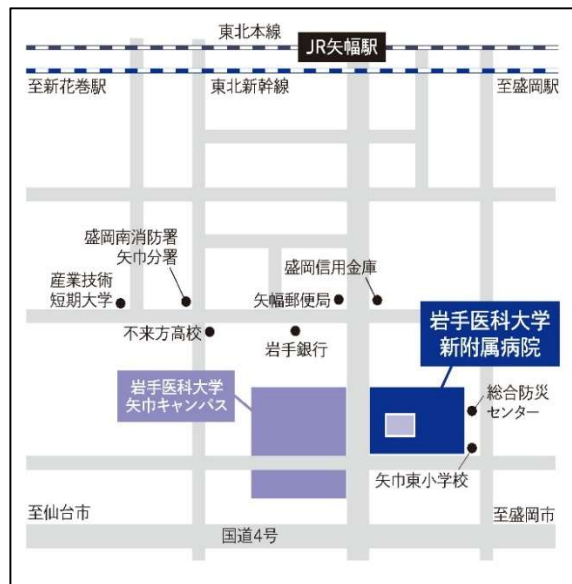 東北本線
JR矢幅駅
至新花巻駅
東北新幹線
至盛岡駅
盛岡南消防署
矢巾分署
盛岡信用金庫
産業技術
短期大学
矢幅郵便局
不来方高校
岩手銀行
岩手医科大学
新附属病院
岩手医科大学
矢巾キャンパス
総合防災
センター
矢巾東小学校
至仙台市
国道4号
至盛岡市